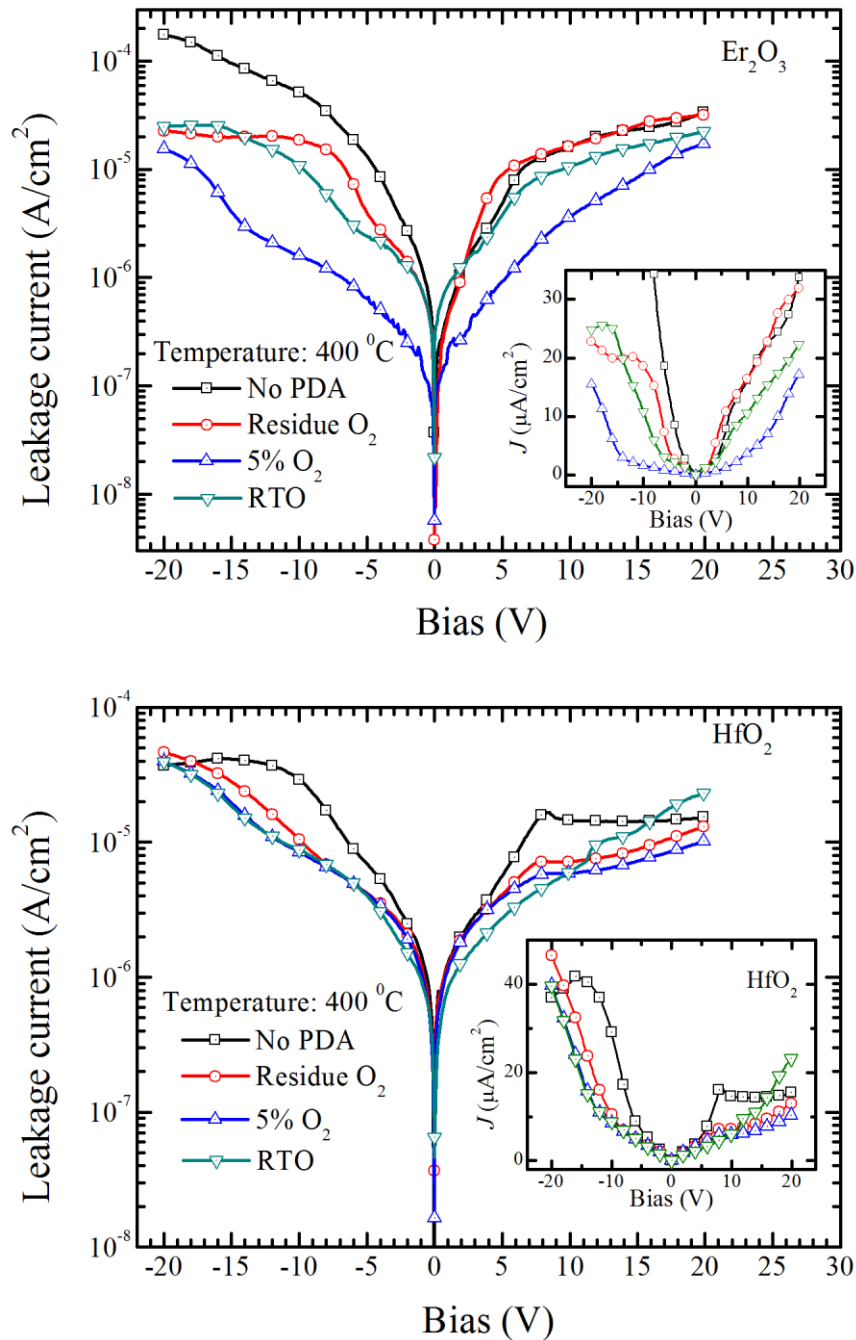 Er₂O₃
Leakage current (A/cm²)
10⁻⁴
10⁻⁵
10⁻⁶
10⁻⁷
10⁻⁸
Temperature: 400 ⁰C
No PDA
Residue O₂
5% O₂
RTO
J (μA/cm²)
30
20
10
0
-20 -10 0 10 20
Bias (V)
-20 -15 -10 -5 0 5 10 15 20 25 30
Bias (V)
HfO₂
Leakage current (A/cm²)
10⁻⁴
10⁻⁵
10⁻⁶
10⁻⁷
10⁻⁸
Temperature: 400 ⁰C
No PDA
Residue O₂
5% O₂
RTO
HfO₂
J (μA/cm²)
40
20
0
-20 -10 0 10 20
Bias (V)
-20 -15 -10 -5 0 5 10 15 20 25 30
Bias (V)